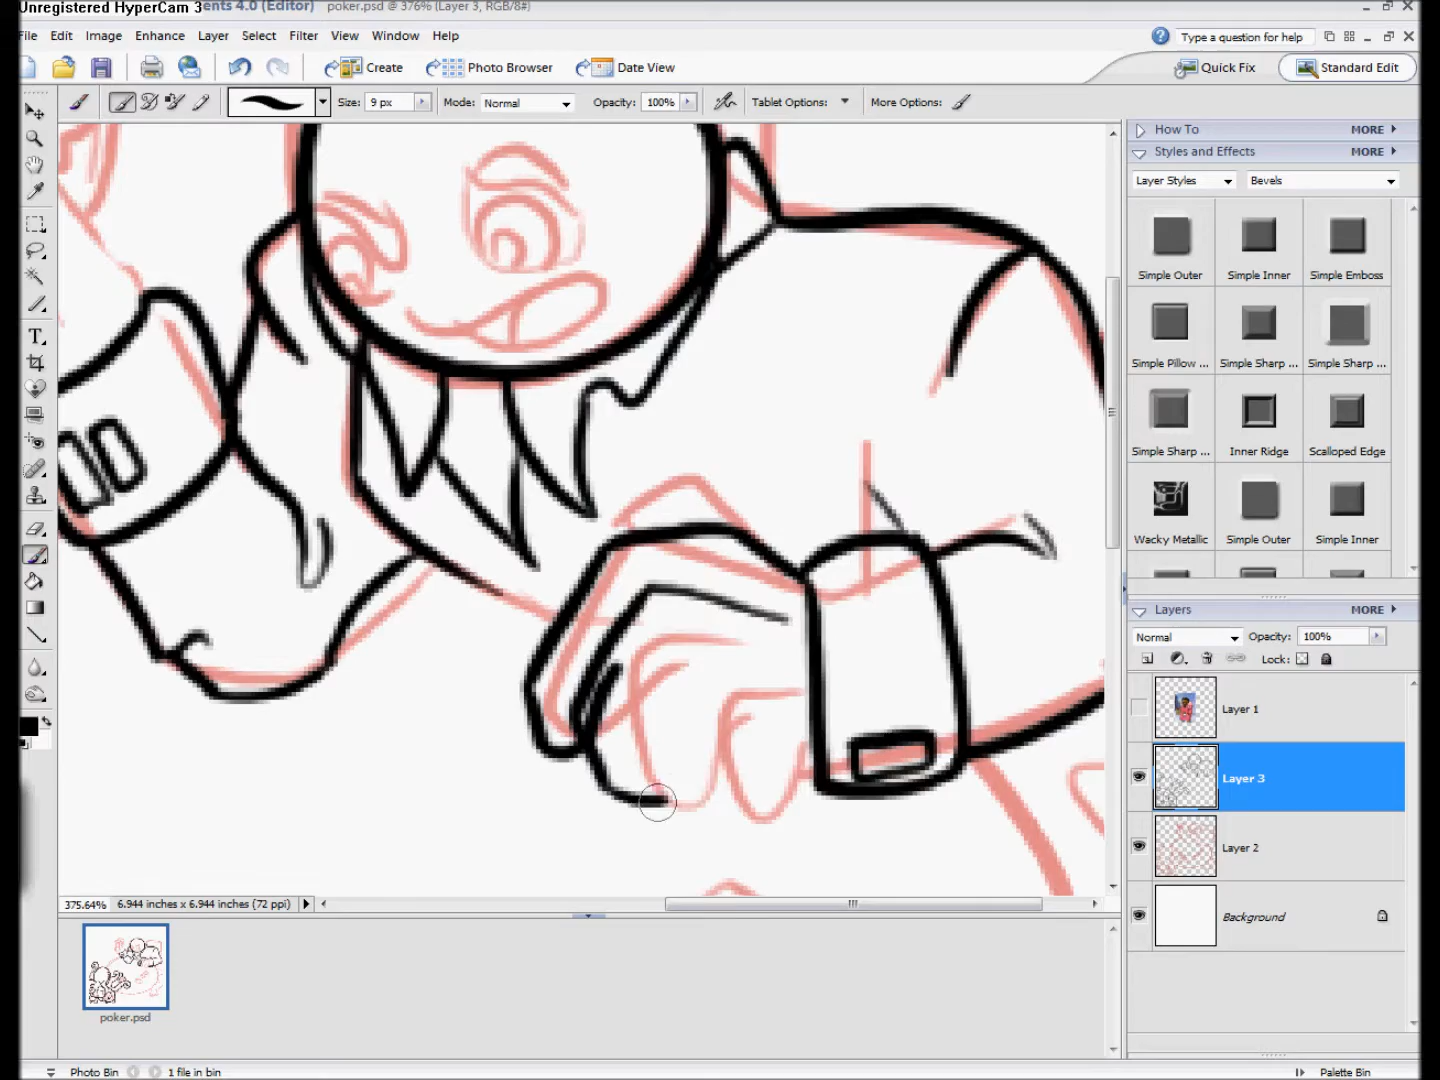 Unregistered HyperCam 3
ents 4.0 (Editor) poker.psd @ 376% (Layer 3, RGB/8#)
File Edit Image Enhance Layer Select Filter View Window Help
Type a question for help
Create Photo Browser Date View
Quick Fix Standard Edit
Size: 9 px Mode: Normal Opacity: 100% Tablet Options: More Options:
How To MORE
Styles and Effects MORE
Layer Styles Bevels
Simple Outer Simple Inner Simple Emboss
Simple Pillow ... Simple Sharp ... Simple Sharp ...
Simple Sharp ... Inner Ridge Scalloped Edge
Wacky Metallic Simple Outer Simple Inner
Layers MORE
Normal Opacity: 100%
Lock:
Layer 1
Layer 3
Layer 2
Background
375.64% 6.944 inches x 6.944 inches (72 ppi)
poker.psd
Photo Bin 1 file in bin Palette Bin